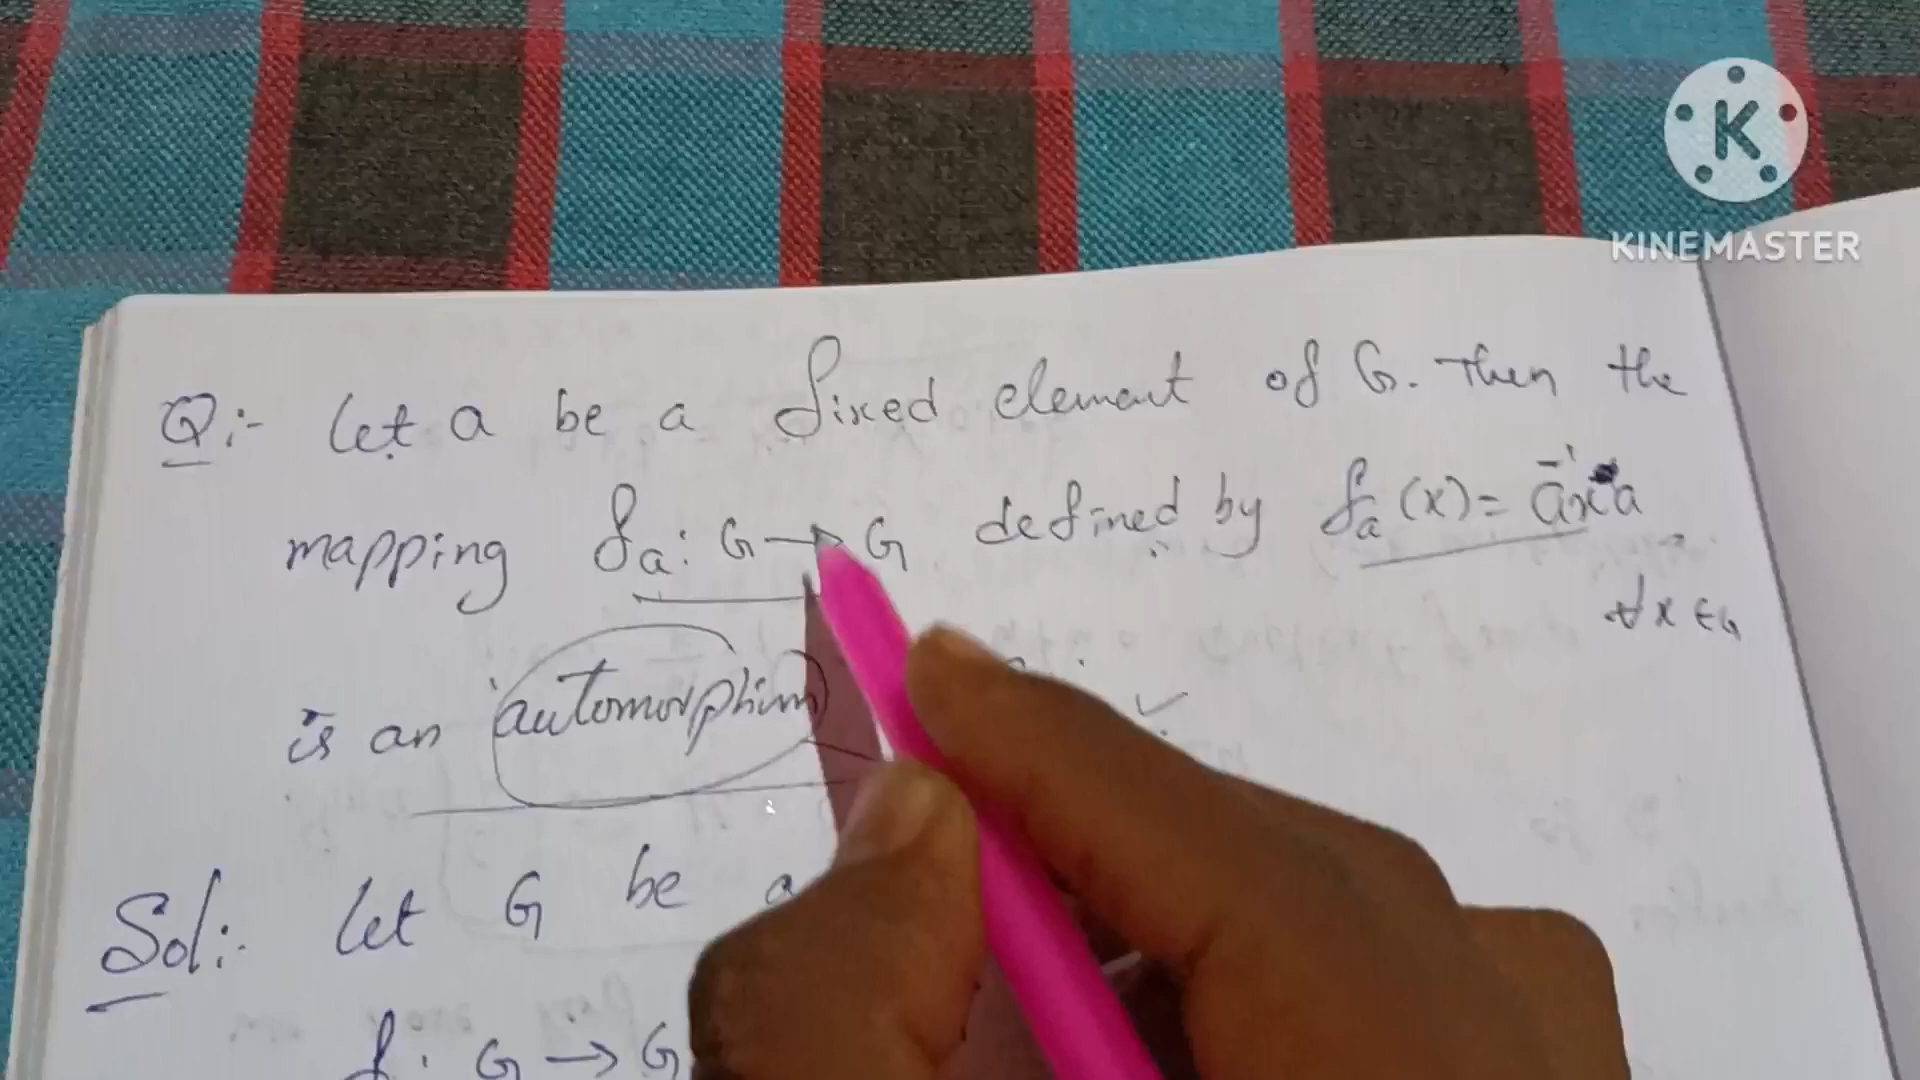 K
KINEMASTER
Q:- Let a be a fixed element of G. Then the
mapping fₐ: G → G defined by fₐ(x) = a⁻¹xa
∀x∈G
is an automorphism
Sol:- Let G be a
f: G → G